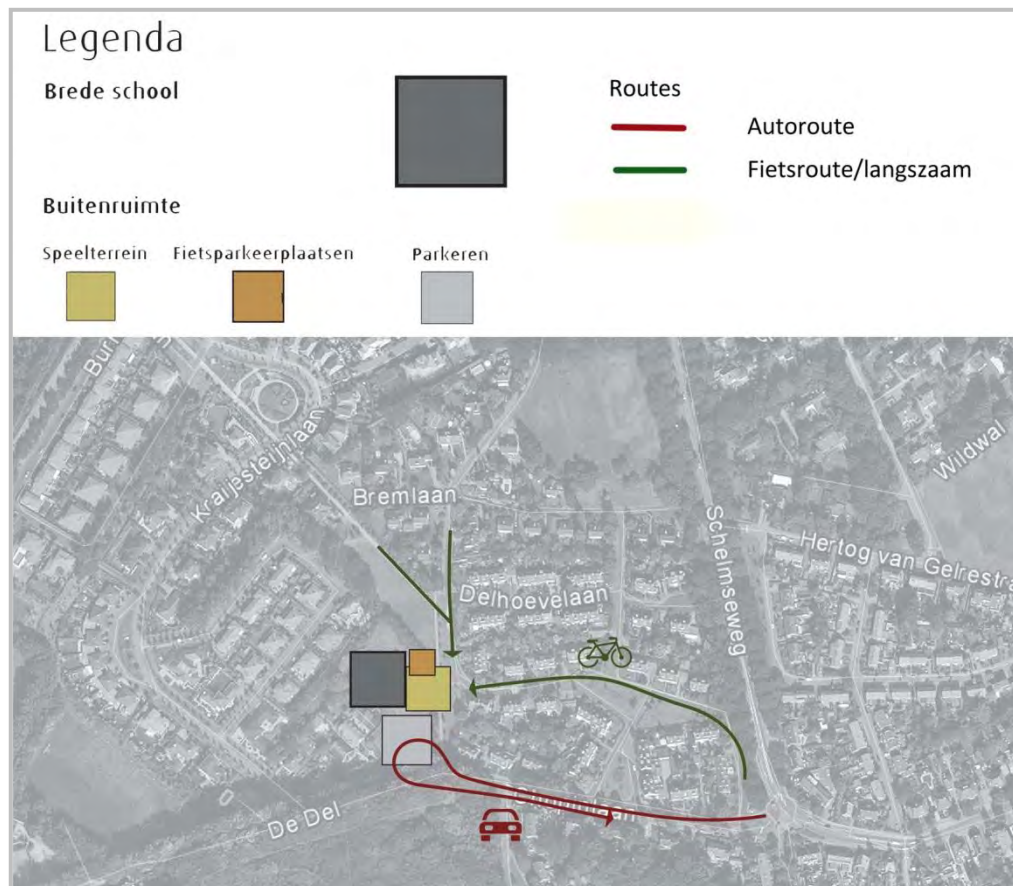 Legenda
Brede school
Routes
Autoroute
Fietsroute/langszaam
Buitenruimte
Speelterrein Fietsparkeerplaatsen Parkeren
Kraijesteinlaan
Bremlaan
Wildwal
Schelmseweg
Hertog van Gelrestra
Delhoevelaan
De Del